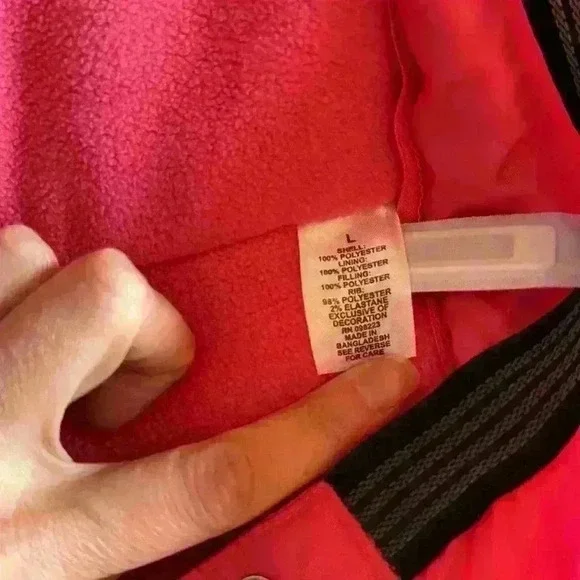 L
SHELL:
100% POLYESTER
LINING:
100% POLYESTER
FILLING:
100% POLYESTER
RIB:
98% POLYESTER
2% ELASTANE
EXCLUSIVE OF
DECORATION
RN 098223
MADE IN
BANGLADESH
SEE REVERSE
FOR CARE